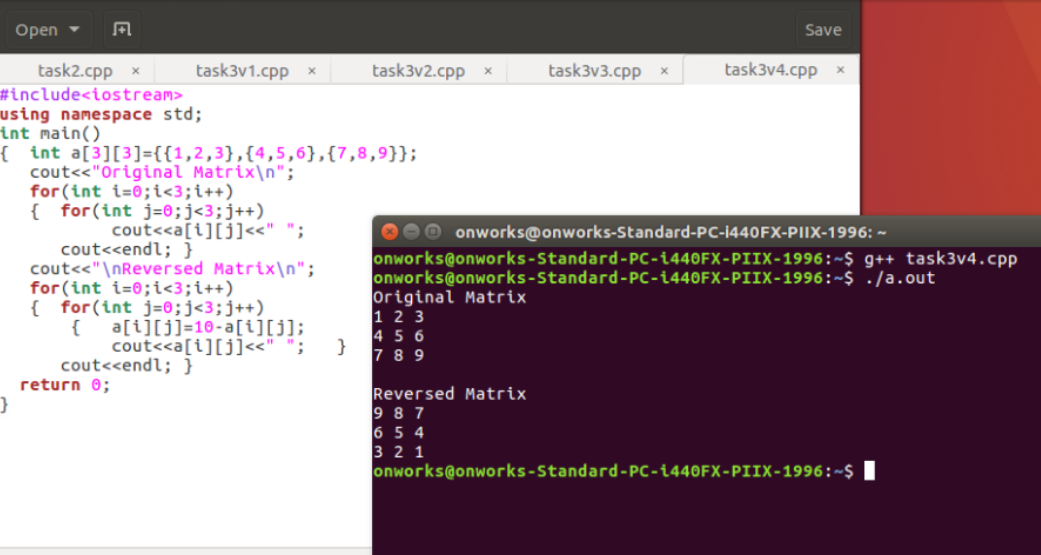 Open Save
task2.cpp × task3v1.cpp × task3v2.cpp × task3v3.cpp × task3v4.cpp ×
#include<iostream>
using namespace std;
int main()
{  int a[3][3]={{1,2,3},{4,5,6},{7,8,9}};
   cout<<"Original Matrix\n";
   for(int i=0;i<3;i++)
   {  for(int j=0;j<3;j++)
           cout<<a[i][j]<<" ";
      cout<<endl; }
   cout<<"\nReversed Matrix\n";
   for(int i=0;i<3;i++)
   {  for(int j=0;j<3;j++)
       {   a[i][j]=10-a[i][j];
           cout<<a[i][j]<<" ";   }
      cout<<endl; }
  return 0;
}
onworks@onworks-Standard-PC-i440FX-PIIX-1996: ~
onworks@onworks-Standard-PC-i440FX-PIIX-1996:~$ g++ task3v4.cpp
onworks@onworks-Standard-PC-i440FX-PIIX-1996:~$ ./a.out
Original Matrix
1 2 3
4 5 6
7 8 9

Reversed Matrix
9 8 7
6 5 4
3 2 1
onworks@onworks-Standard-PC-i440FX-PIIX-1996:~$